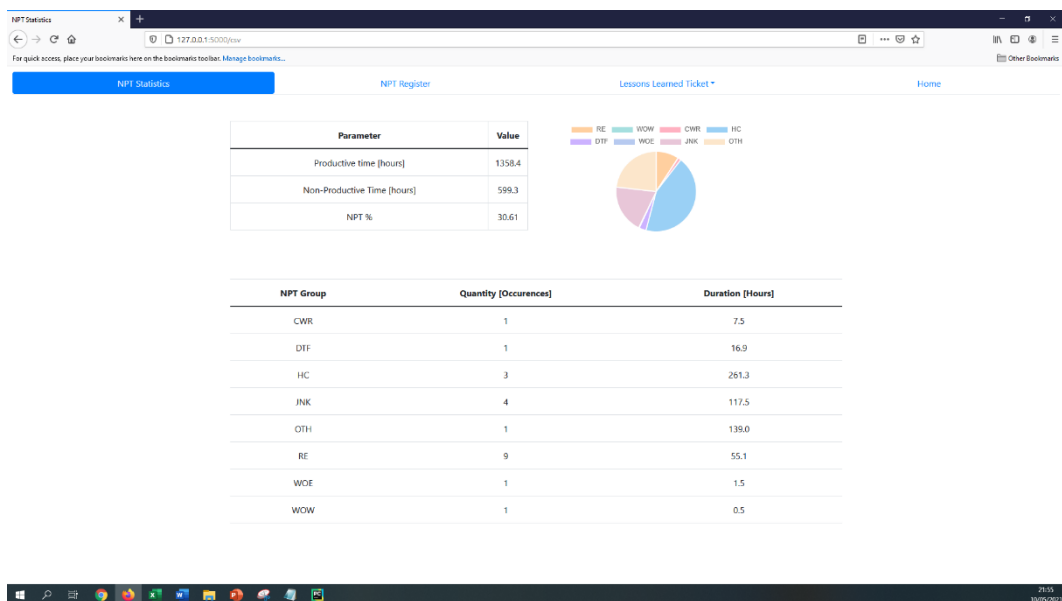 NPT Statistics
127.0.0.1:5000/csv
For quick access, place your bookmarks here on the bookmarks toolbar. Manage bookmarks...
Other Bookmarks
NPT Statistics NPT Register Lessons Learned Ticket Home
Parameter Value
Productive time [hours] 1358.4
Non-Productive Time [hours] 599.3
NPT % 30.61
RE WOW CWR HC
DTF WOE JNK OTH
NPT Group Quantity [Occurences] Duration [Hours]
CWR 1 7.5
DTF 1 16.9
HC 3 261.3
JNK 4 117.5
OTH 1 139.0
RE 9 55.1
WOE 1 1.5
WOW 1 0.5
21:55